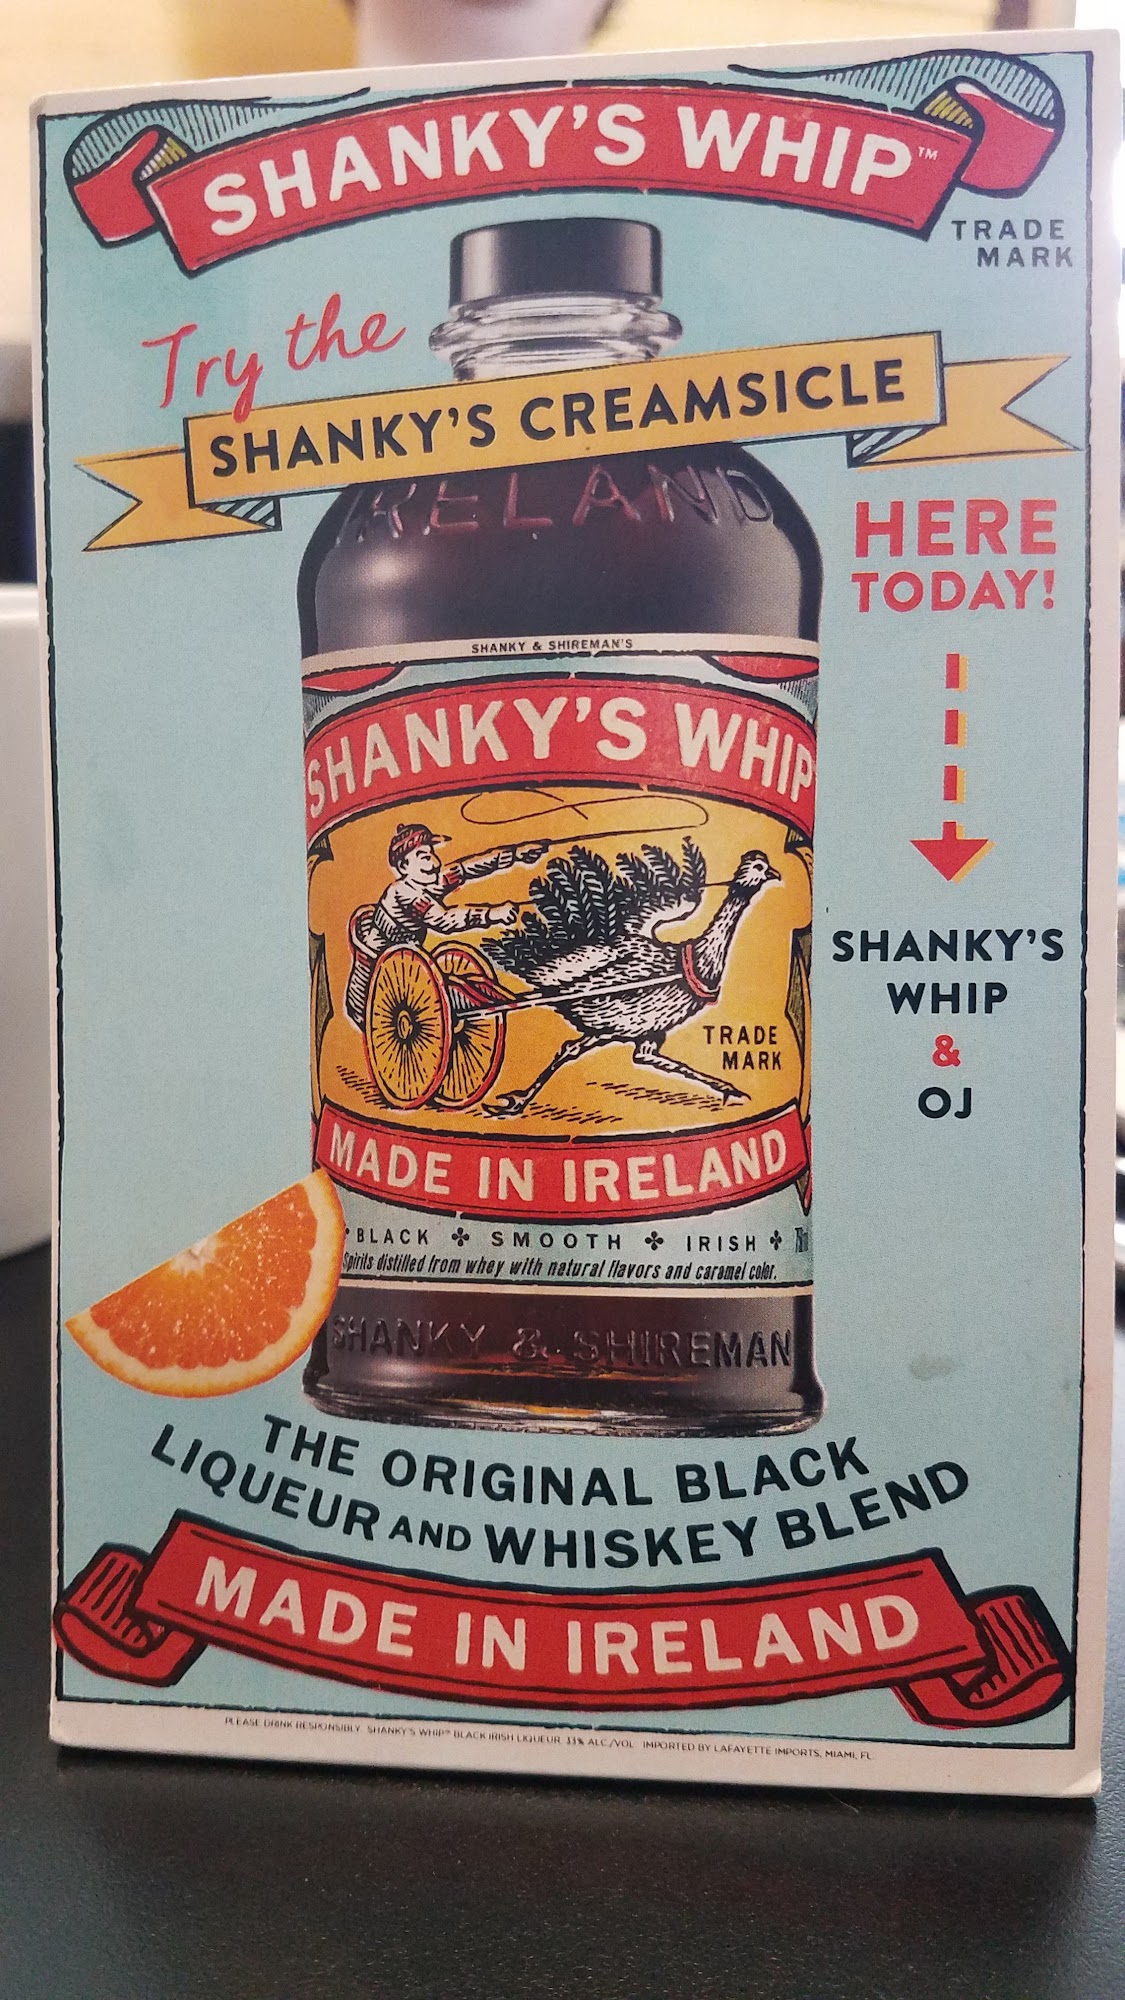 SHANKY'S WHIP™
TRADE
MARK
Try the
SHANKY'S CREAMSICLE
IRELAND
HERE
TODAY!
SHANKY & SHIREMAN'S
SHANKY'S WHIP
TRADE
MARK
MADE IN IRELAND
BLACK ✣ SMOOTH ✣ IRISH ✣
Spirits distilled from whey with natural flavors and caramel color.
SHANKY & SHIREMAN
SHANKY'S
WHIP
&
OJ
THE ORIGINAL BLACK
LIQUEUR AND WHISKEY BLEND
MADE IN IRELAND
PLEASE DRINK RESPONSIBLY. SHANKY'S WHIP™ BLACK IRISH LIQUEUR. 33% ALC/VOL. IMPORTED BY LAFAYETTE IMPORTS, MIAMI, FL